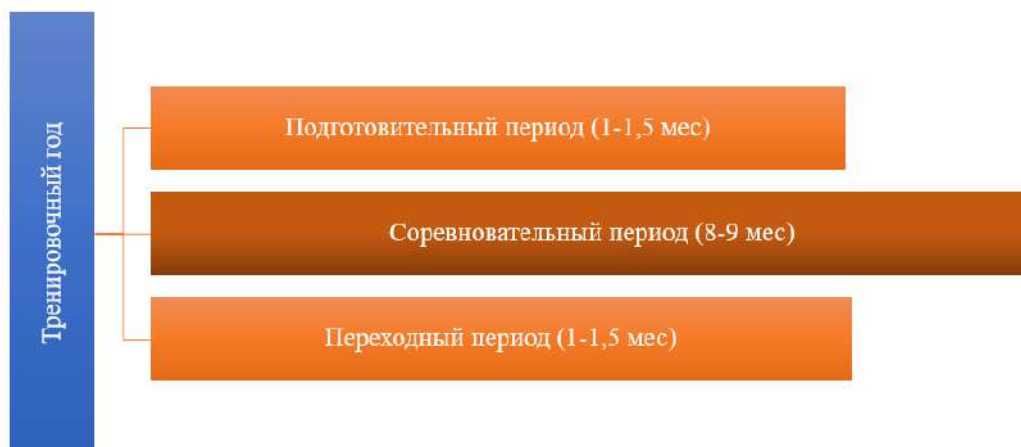 Тренировочный год
Подготовительный период (1-1,5 мес)
Соревновательный период (8-9 мес)
Переходный период (1-1,5 мес)